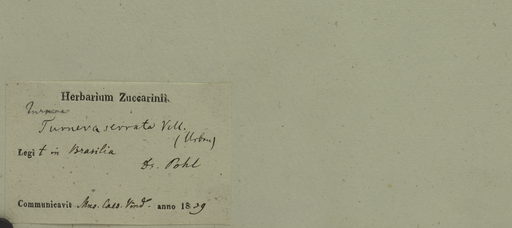 Herbarium Zuccarinii.
Turnera serrata Vell.
(Urban)
Legit in Brasilia
Dr. Pohl
Communicavit Mus. Caes. Vind. anno 1839